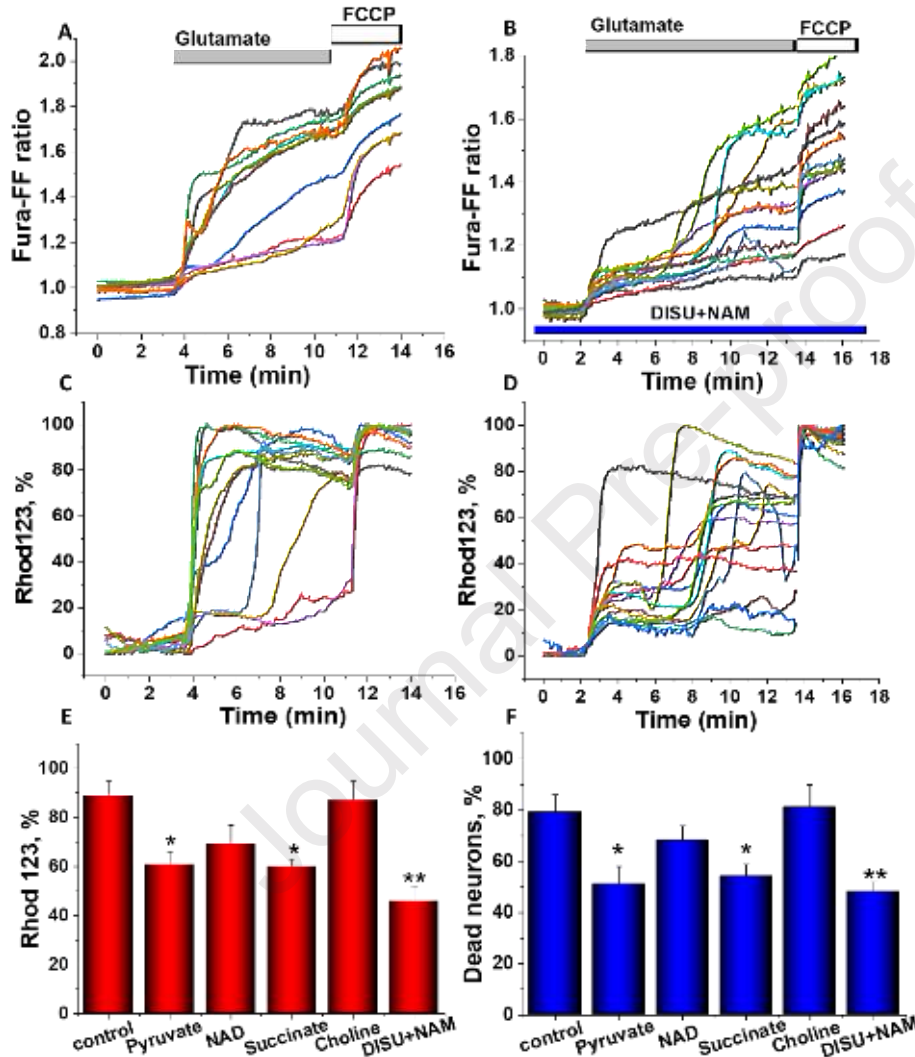 A
Glutamate
FCCP
Fura-FF ratio
2.0
1.8
1.6
1.4
1.2
1.0
0.8
0 2 4 6 8 10 12 14 16
Time (min)
B
Glutamate
FCCP
Fura-FF ratio
1.8
1.6
1.4
1.2
1.0
DISU+NAM
0 2 4 6 8 10 12 14 16 18
Time (min)
C
Rhod123, %
100
80
60
40
20
0
0 2 4 6 8 10 12 14 16
Time (min)
D
Rhod123, %
100
80
60
40
20
0
0 2 4 6 8 10 12 14 16 18
Time (min)
E
Rhod 123, %
100
80
60
40
20
0
* * **
control Pyruvate NAD Succinate Choline DISU+NAM
F
Dead neurons, %
100
80
60
40
20
0
* * **
control Pyruvate NAD Succinate Choline DISU+NAM
Journal Pre-proof